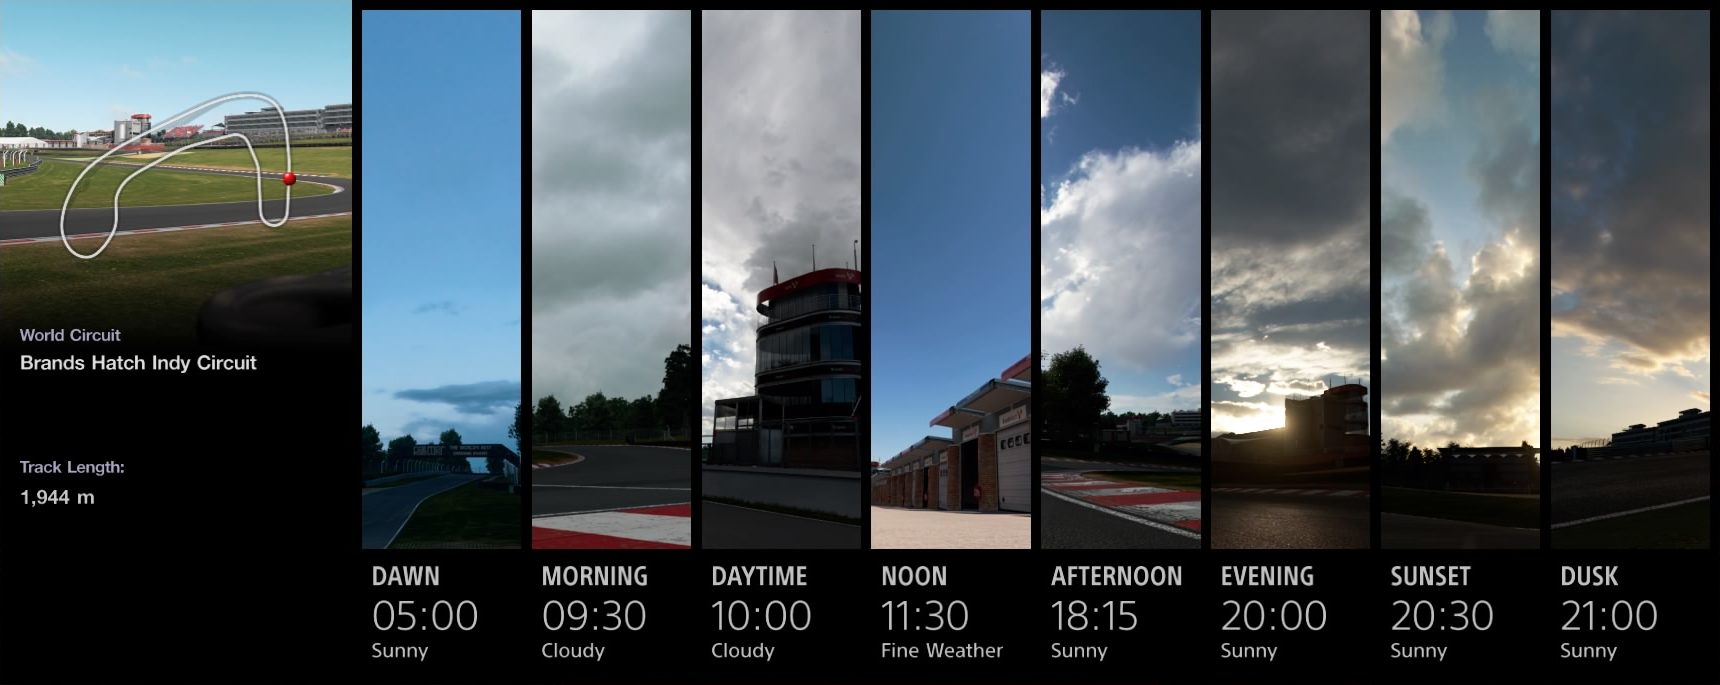 World Circuit
Brands Hatch Indy Circuit
Track Length:
1,944 m
DAWN
05:00
Sunny
MORNING
09:30
Cloudy
DAYTIME
10:00
Cloudy
NOON
11:30
Fine Weather
AFTERNOON
18:15
Sunny
EVENING
20:00
Sunny
SUNSET
20:30
Sunny
DUSK
21:00
Sunny